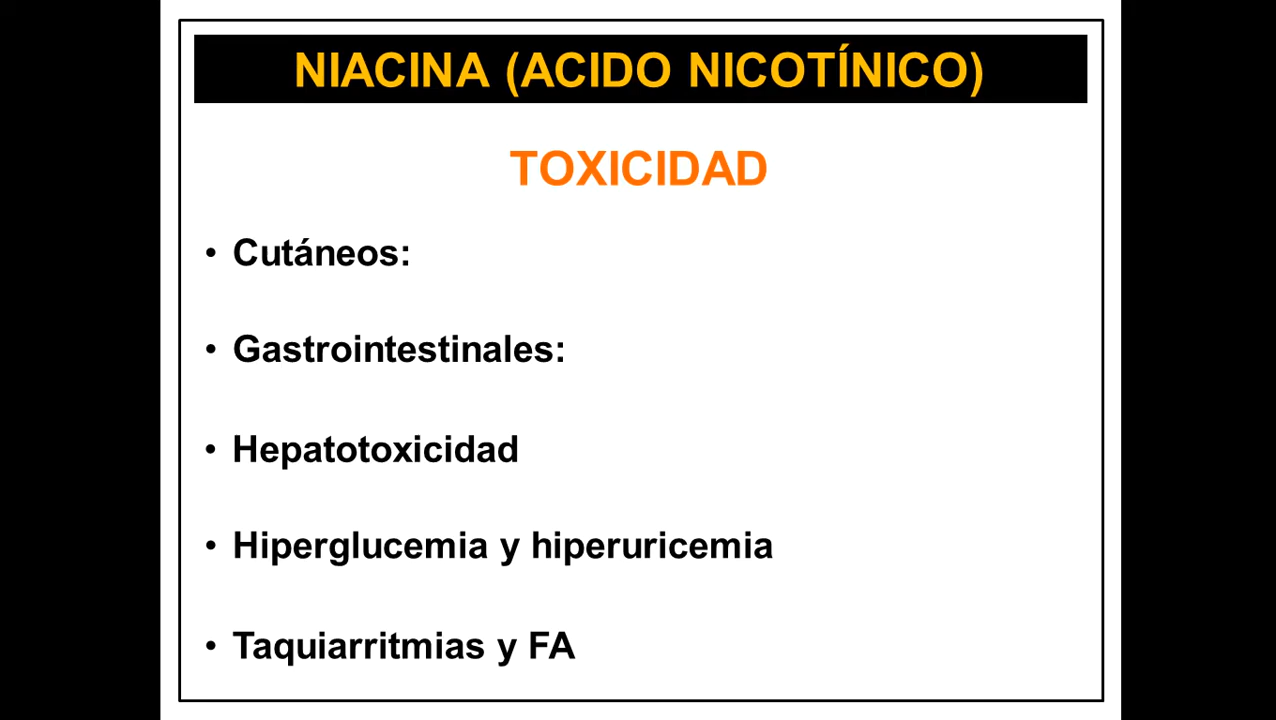 NIACINA (ACIDO NICOTÍNICO)
TOXICIDAD
• Cutáneos:
• Gastrointestinales:
• Hepatotoxicidad
• Hiperglucemia y hiperuricemia
• Taquiarritmias y FA